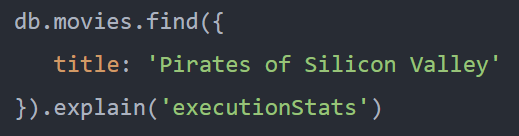 db.movies.find({
   title: 'Pirates of Silicon Valley'
}).explain('executionStats')